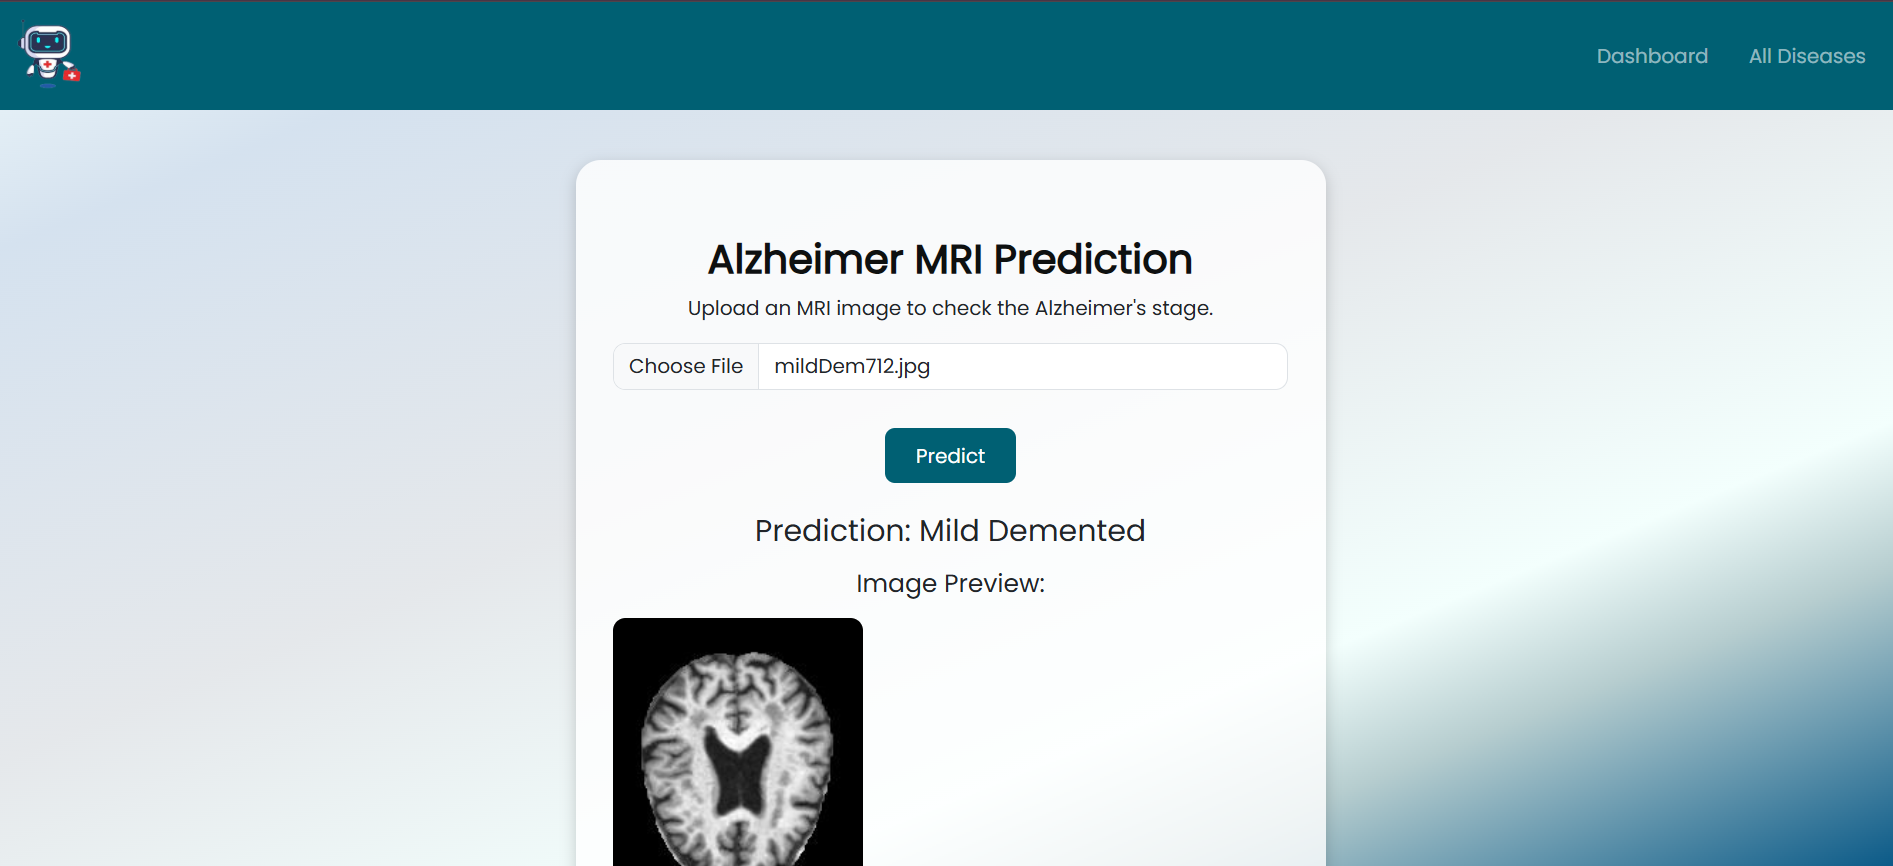 Dashboard All Diseases
Alzheimer MRI Prediction
Upload an MRI image to check the Alzheimer's stage.
Choose File mildDem712.jpg
Predict
Prediction: Mild Demented
Image Preview: